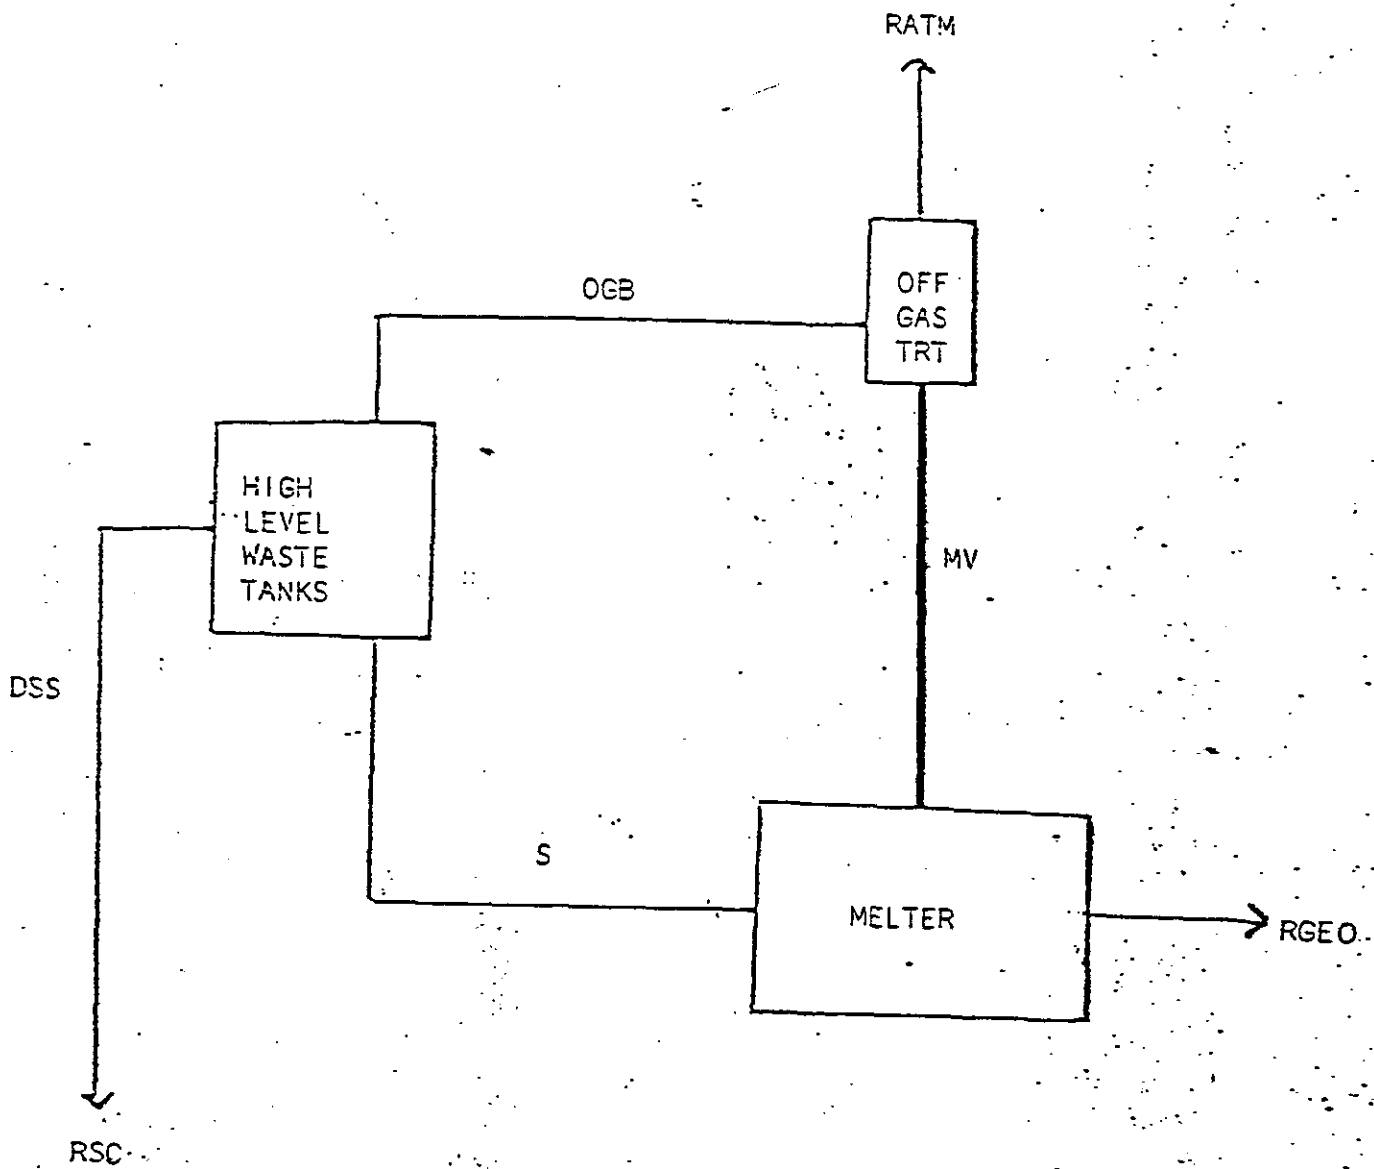 RATM
OFF
GAS
TRT
OGB
HIGH
LEVEL
WASTE
TANKS
MV
DSS
S
MELTER
RGEO
RSC